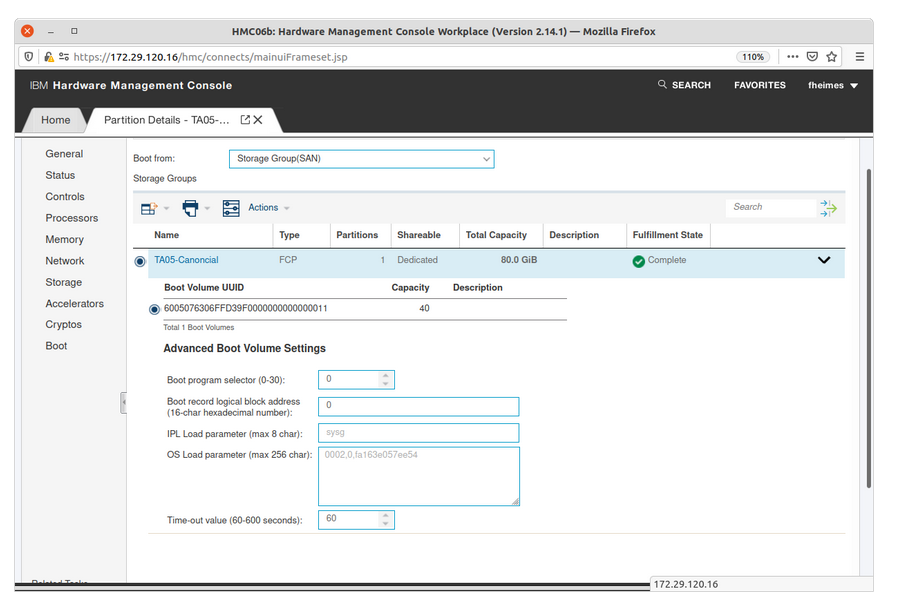 HMC06b: Hardware Management Console Workplace (Version 2.14.1) — Mozilla Firefox
https://172.29.120.16/hmc/connects/mainuiFrameset.jsp
110%
IBM Hardware Management Console
SEARCH
FAVORITES
fheimes
Home
Partition Details - TA05-...
General
Status
Controls
Processors
Memory
Network
Storage
Accelerators
Cryptos
Boot
Boot from:
Storage Group(SAN)
Storage Groups
Actions
Search
Name Type Partitions Shareable Total Capacity Description Fulfillment State
TA05-Canoncial FCP 1 Dedicated 80.0 GiB Complete
Boot Volume UUID Capacity Description
6005076306FFD39F0000000000000011 40
Total 1 Boot Volumes
Advanced Boot Volume Settings
Boot program selector (0-30): 0
Boot record logical block address
(16-char hexadecimal number): 0
IPL Load parameter (max 8 char): sysg
OS Load parameter (max 256 char): 0002,0,fa163e057ee54
Time-out value (60-600 seconds): 60
Related Tasks
172.29.120.16